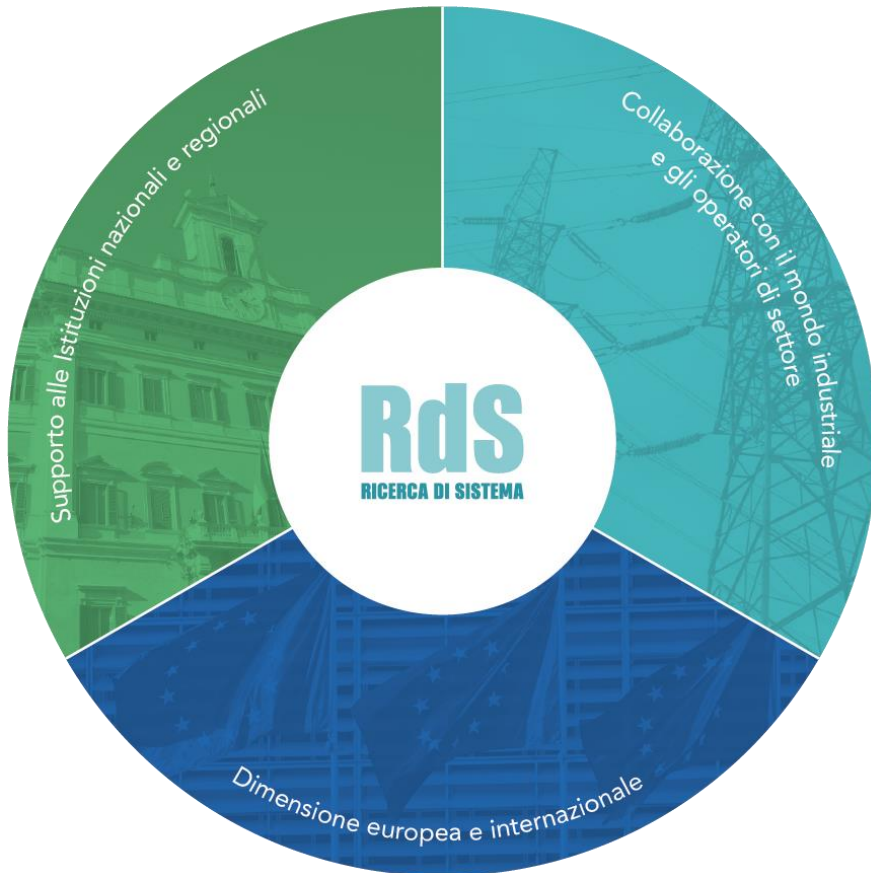 Supporto alle Istituzioni nazionali e regionali
Collaborazione con il mondo industriale
e gli operatori di settore
RdS
RICERCA DI SISTEMA
Dimensione europea e internazionale